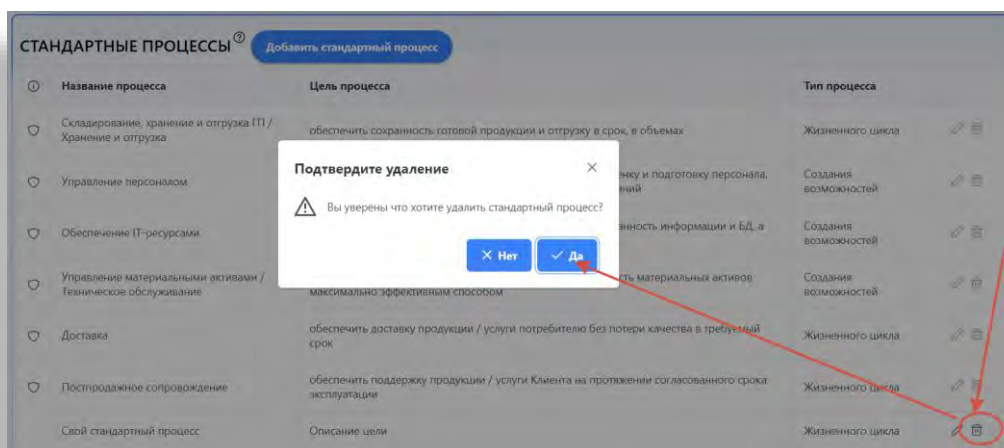 СТАНДАРТНЫЕ ПРОЦЕССЫ Добавить стандартный процесс
Название процесса Цель процесса Тип процесса
Складирование, хранение и отгрузка ГП /
Хранение и отгрузка
обеспечить сохранность готовой продукции и отгрузку в срок, в объемах
Жизненного цикла
Подтвердите удаление
Вы уверены что хотите удалить стандартный процесс?
Нет Да
Управление персоналом
енку и подготовку персонала,
Создания
возможностей
Обеспечение IT-ресурсами
анность информации и БД, а
Создания
возможностей
Управление материальными активами /
Техническое обслуживание
сть материальных активов
максимально эффективным способом
Создания
возможностей
Доставка
обеспечить доставку продукции / услуги потребителю без потери качества в требуемый
срок
Жизненного цикла
Постпродажное сопровождение
обеспечить поддержку продукции / услуги Клиента на протяжении согласованного срока
эксплуатации
Жизненного цикла
Свой стандартный процесс Описание цели Жизненного цикла